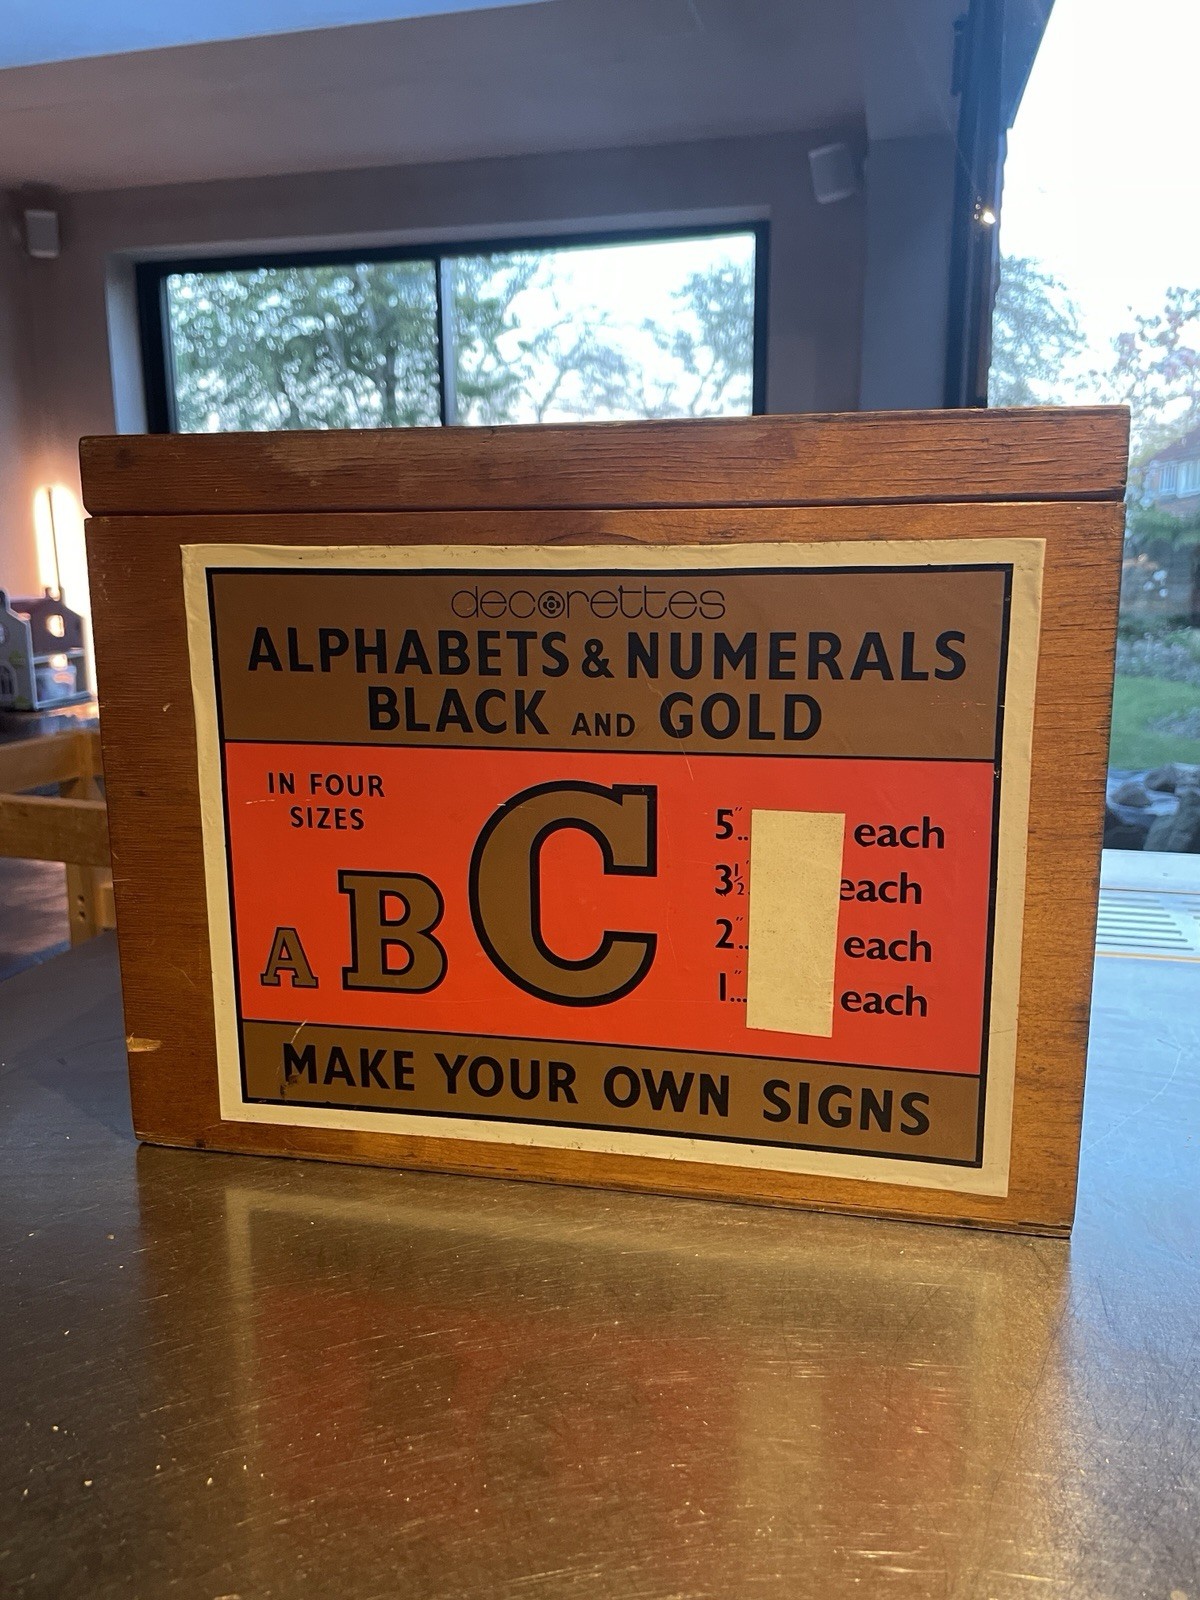 decorettes
ALPHABETS & NUMERALS
BLACK AND GOLD
IN FOUR
SIZES
A B C
5".. each
3½" each
2".. each
1"... each
MAKE YOUR OWN SIGNS